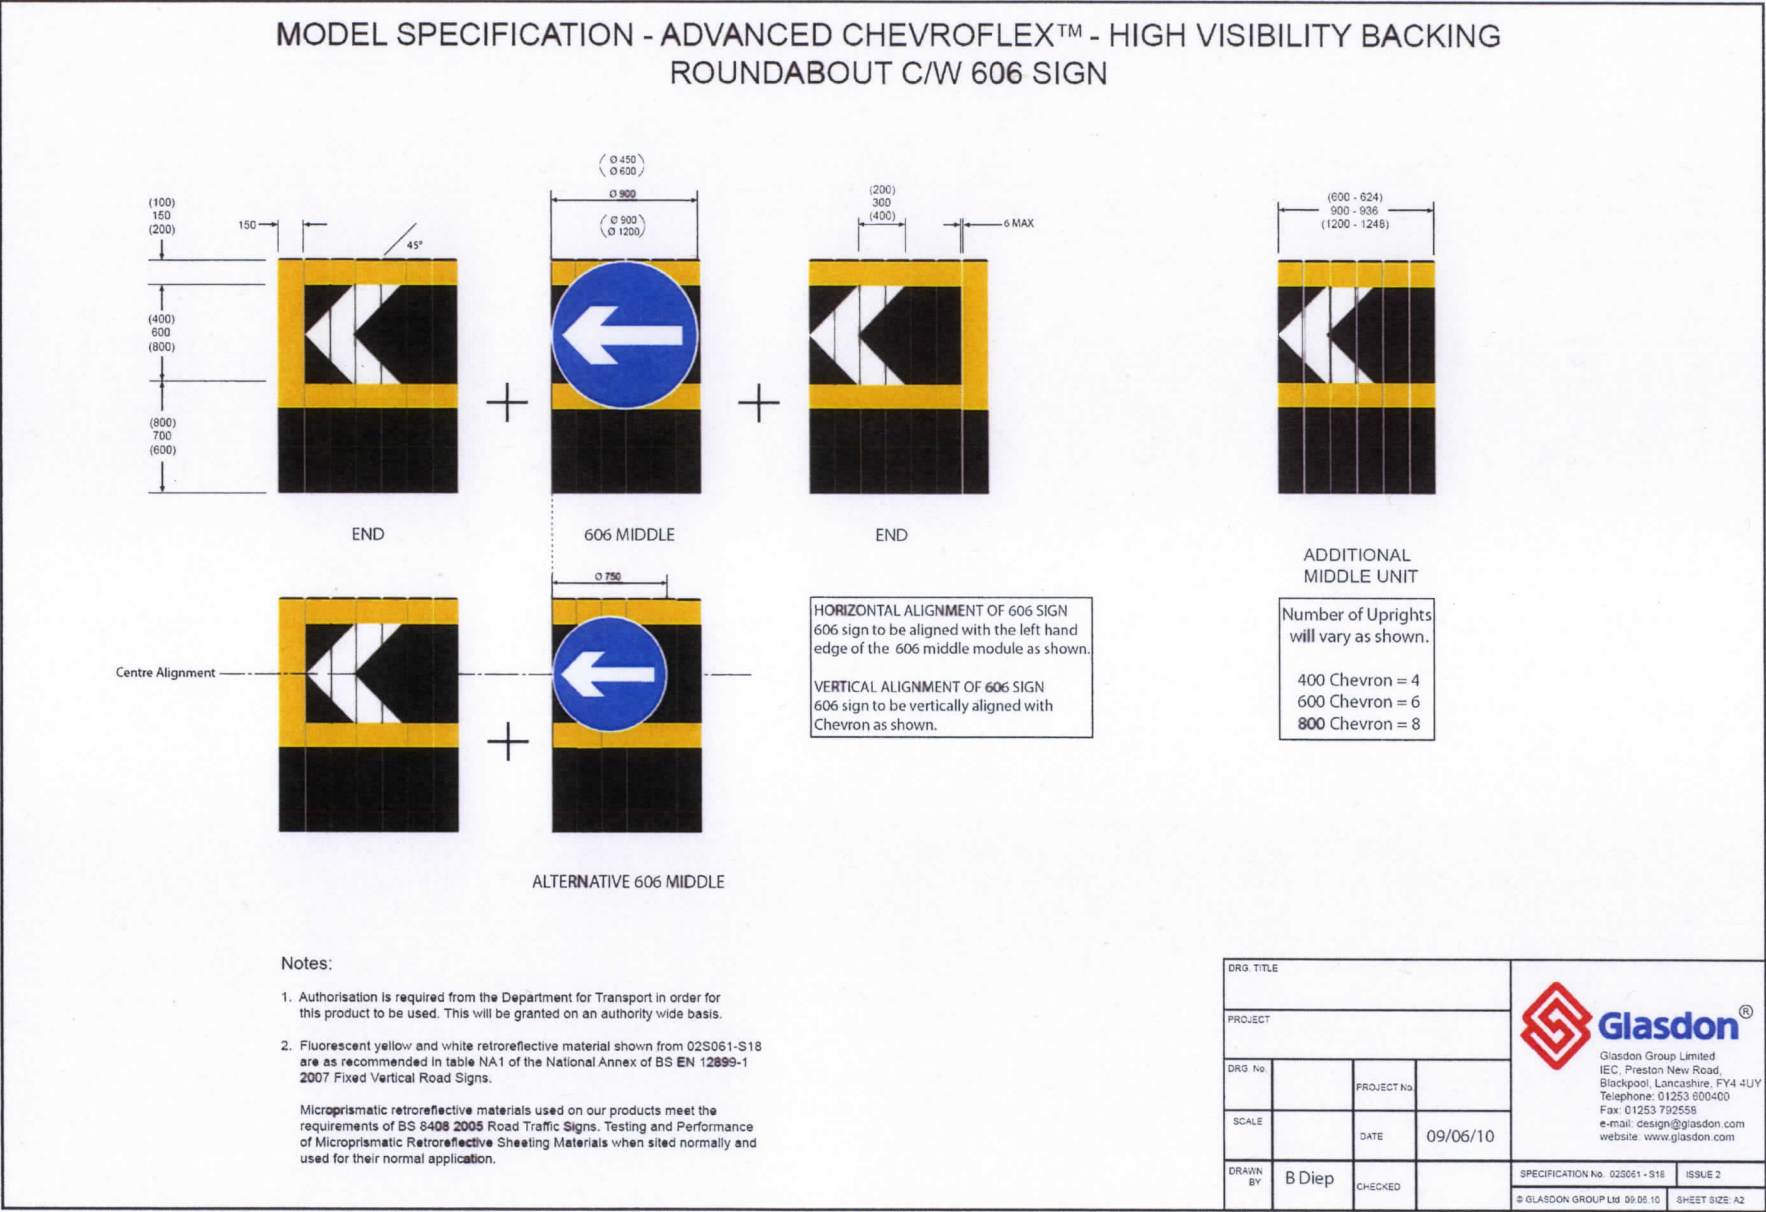 MODEL SPECIFICATION - ADVANCED CHEVROFLEX™ - HIGH VISIBILITY BACKING
ROUNDABOUT C/W 606 SIGN
(100)
150
(200)
150
45°
(400)
600
(800)
(800)
700
(600)
(Ø 450)
(Ø 600)
Ø 900
(Ø 900)
(Ø 1200)
(200)
300
(400)
6 MAX
(600 - 624)
900 - 936
(1200 - 1248)
+
+
END
606 MIDDLE
END
ADDITIONAL
MIDDLE UNIT
Number of Uprights
will vary as shown.
400 Chevron = 4
600 Chevron = 6
800 Chevron = 8
Ø 750
Centre Alignment
+
ALTERNATIVE 606 MIDDLE
HORIZONTAL ALIGNMENT OF 606 SIGN
606 sign to be aligned with the left hand
edge of the 606 middle module as shown.
VERTICAL ALIGNMENT OF 606 SIGN
606 sign to be vertically aligned with
Chevron as shown.
Notes:
1. Authorisation is required from the Department for Transport in order for
this product to be used. This will be granted on an authority wide basis.
2. Fluorescent yellow and white retroreflective material shown from 02S061-S18
are as recommended in table NA1 of the National Annex of BS EN 12899-1
2007 Fixed Vertical Road Signs.
Microprismatic retroreflective materials used on our products meet the
requirements of BS 8408 2005 Road Traffic Signs. Testing and Performance
of Microprismatic Retroreflective Sheeting Materials when sited normally and
used for their normal application.
DRG. TITLE
PROJECT
DRG No.
PROJECT No.
SCALE
DATE
09/06/10
DRAWN
BY
B Diep
CHECKED
Glasdon®
Glasdon Group Limited
IEC, Preston New Road,
Blackpool, Lancashire, FY4 4UY
Telephone: 01253 600400
Fax: 01253 792558
e-mail: design@glasdon.com
website: www.glasdon.com
SPECIFICATION No. 02S061 - S18
ISSUE 2
© GLASDON GROUP Ltd 09.06.10
SHEET SIZE: A2